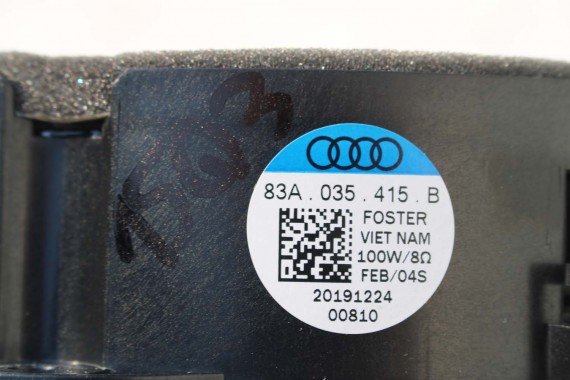 83A.035.415.B
FOSTER
VIET NAM
100W/8Ω
FEB/04S
20191224
00810